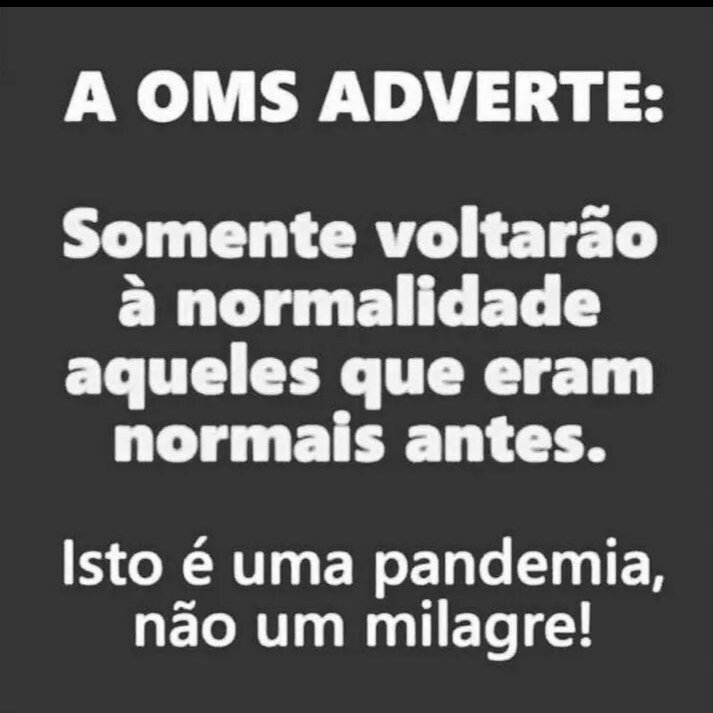 A OMS ADVERTE:
Somente voltarão
à normalidade
aqueles que eram
normais antes.
Isto é uma pandemia,
não um milagre!